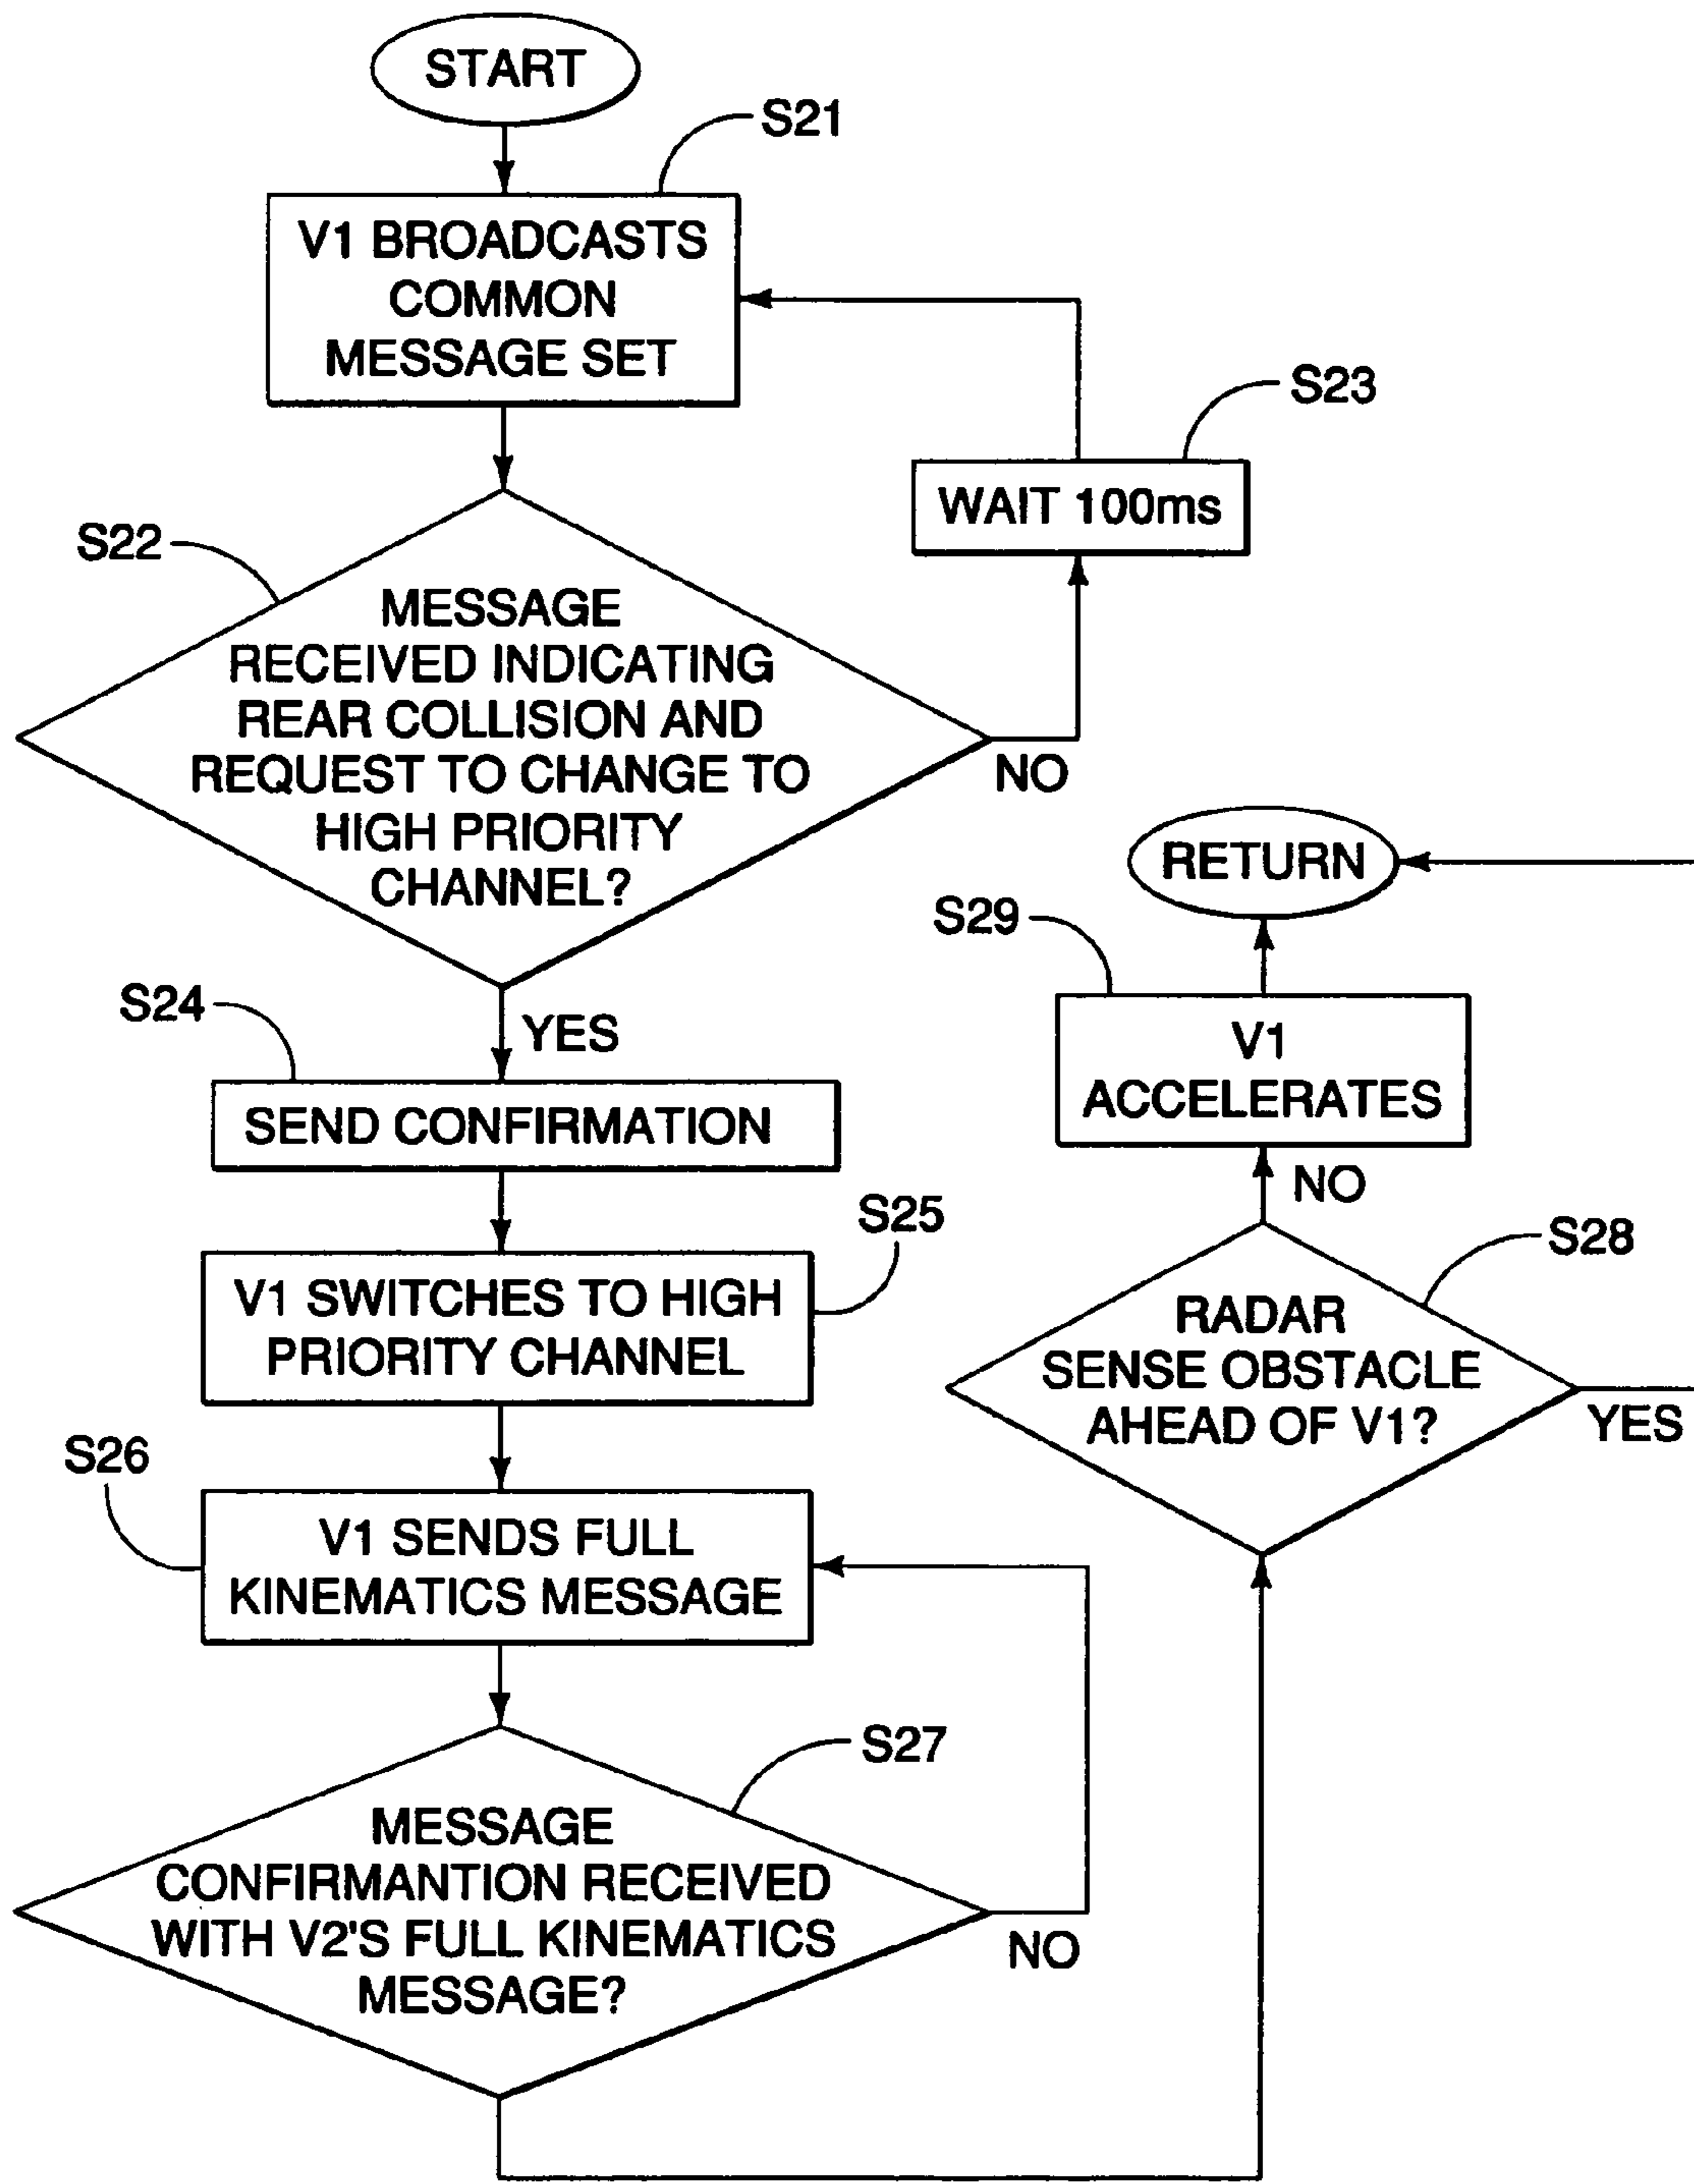 START
S21
V1 BROADCASTS
COMMON
MESSAGE SET
S23
WAIT 100ms
S22
MESSAGE
RECEIVED INDICATING
REAR COLLISION AND
REQUEST TO CHANGE TO
HIGH PRIORITY
CHANNEL?
NO
YES
S24
SEND CONFIRMATION
S25
V1 SWITCHES TO HIGH
PRIORITY CHANNEL
S26
V1 SENDS FULL
KINEMATICS MESSAGE
S27
MESSAGE
CONFIRMANTION RECEIVED
WITH V2'S FULL KINEMATICS
MESSAGE?
NO
RETURN
S29
V1
ACCELERATES
NO
S28
RADAR
SENSE OBSTACLE
AHEAD OF V1?
YES